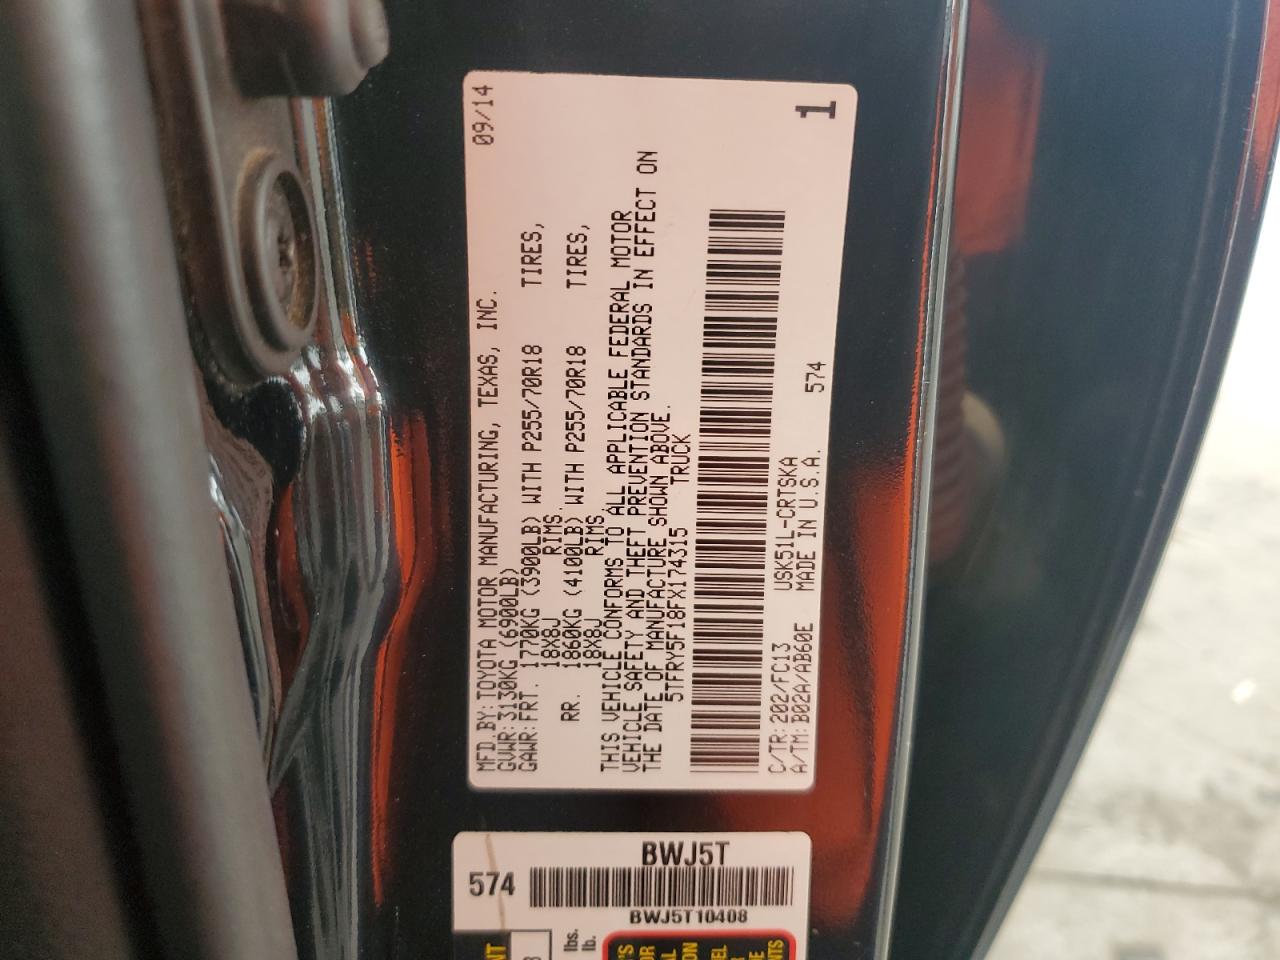 MFD.BY:TOYOTA MOTOR MANUFACTURING, TEXAS, INC. 09/14
GVWR:3130KG (6900LB)
GAWR:FRT. 1770KG (3900LB) WITH P255/70R18 TIRES,
18X8J RIMS,
RR. 1860KG (4100LB) WITH P255/70R18 TIRES,
18X8J RIMS.
THIS VEHICLE CONFORMS TO ALL APPLICABLE FEDERAL MOTOR
VEHICLE SAFETY AND THEFT PREVENTION STANDARDS IN EFFECT ON
THE DATE OF MANUFACTURE SHOWN ABOVE.
5TFRY5F18FX174315 TRUCK
C/TR:202/FC13 USK51L-CRTSKA
A/TM:B02A/AB60E MADE IN U.S.A. 574
1
BWJ5T
574
BWJ5T10408
lbs.
lb.